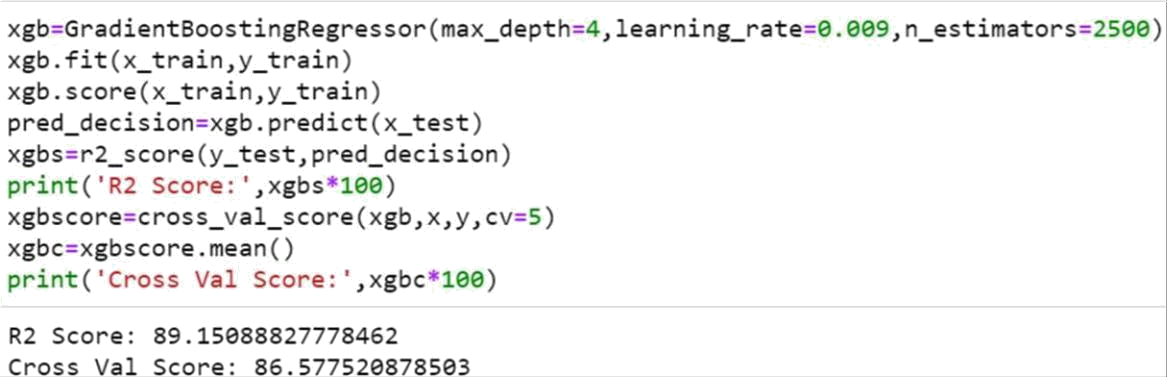 xgb=GradientBoostingRegressor(max_depth=4,learning_rate=0.009,n_estimators=2500)
xgb.fit(x_train,y_train)
xgb.score(x_train,y_train)
pred_decision=xgb.predict(x_test)
xgbs=r2_score(y_test,pred_decision)
print('R2 Score:',xgbs*100)
xgbscore=cross_val_score(xgb,x,y,cv=5)
xgbc=xgbscore.mean()
print('Cross Val Score:',xgbc*100)
R2 Score: 89.15088827778462
Cross Val Score: 86.577520878503